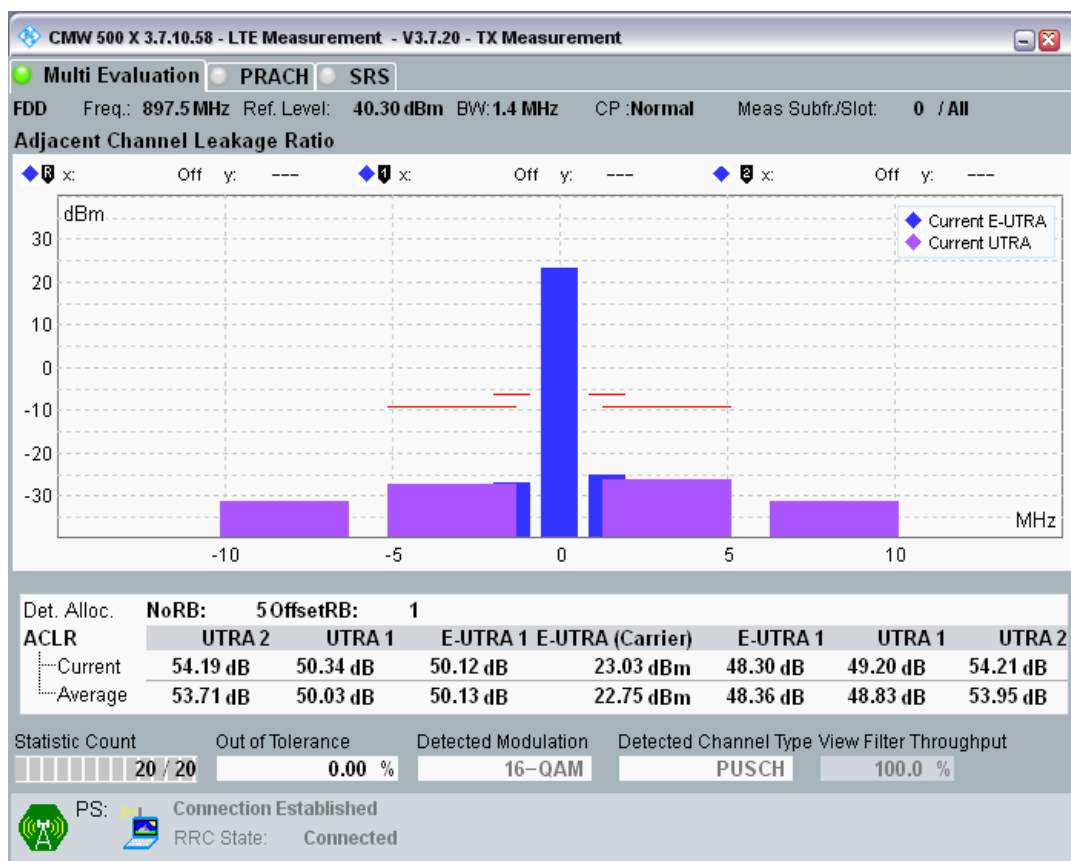 CMW 500 X 3.7.10.58 - LTE Measurement - V3.7.20 - TX Measurement
Multi Evaluation PRACH SRS
FDD Freq.: 897.5 MHz Ref. Level: 40.30 dBm BW: 1.4 MHz CP :Normal Meas Subfr./Slot: 0 / All
Adjacent Channel Leakage Ratio
R x: Off y: --- 1 x: Off y: --- 2 x: Off y: ---
dBm
Current E-UTRA
Current UTRA
30
20
10
0
-10
-20
-30
MHz
-10 -5 0 5 10
Det. Alloc. NoRB: 5 OffsetRB: 1
ACLR UTRA 2 UTRA 1 E-UTRA 1 E-UTRA (Carrier) E-UTRA 1 UTRA 1 UTRA 2
Current 54.19 dB 50.34 dB 50.12 dB 23.03 dBm 48.30 dB 49.20 dB 54.21 dB
Average 53.71 dB 50.03 dB 50.13 dB 22.75 dBm 48.36 dB 48.83 dB 53.95 dB
Statistic Count Out of Tolerance Detected Modulation Detected Channel Type View Filter Throughput
20 / 20 0.00 % 16-QAM PUSCH 100.0 %
PS: Connection Established
RRC State: Connected